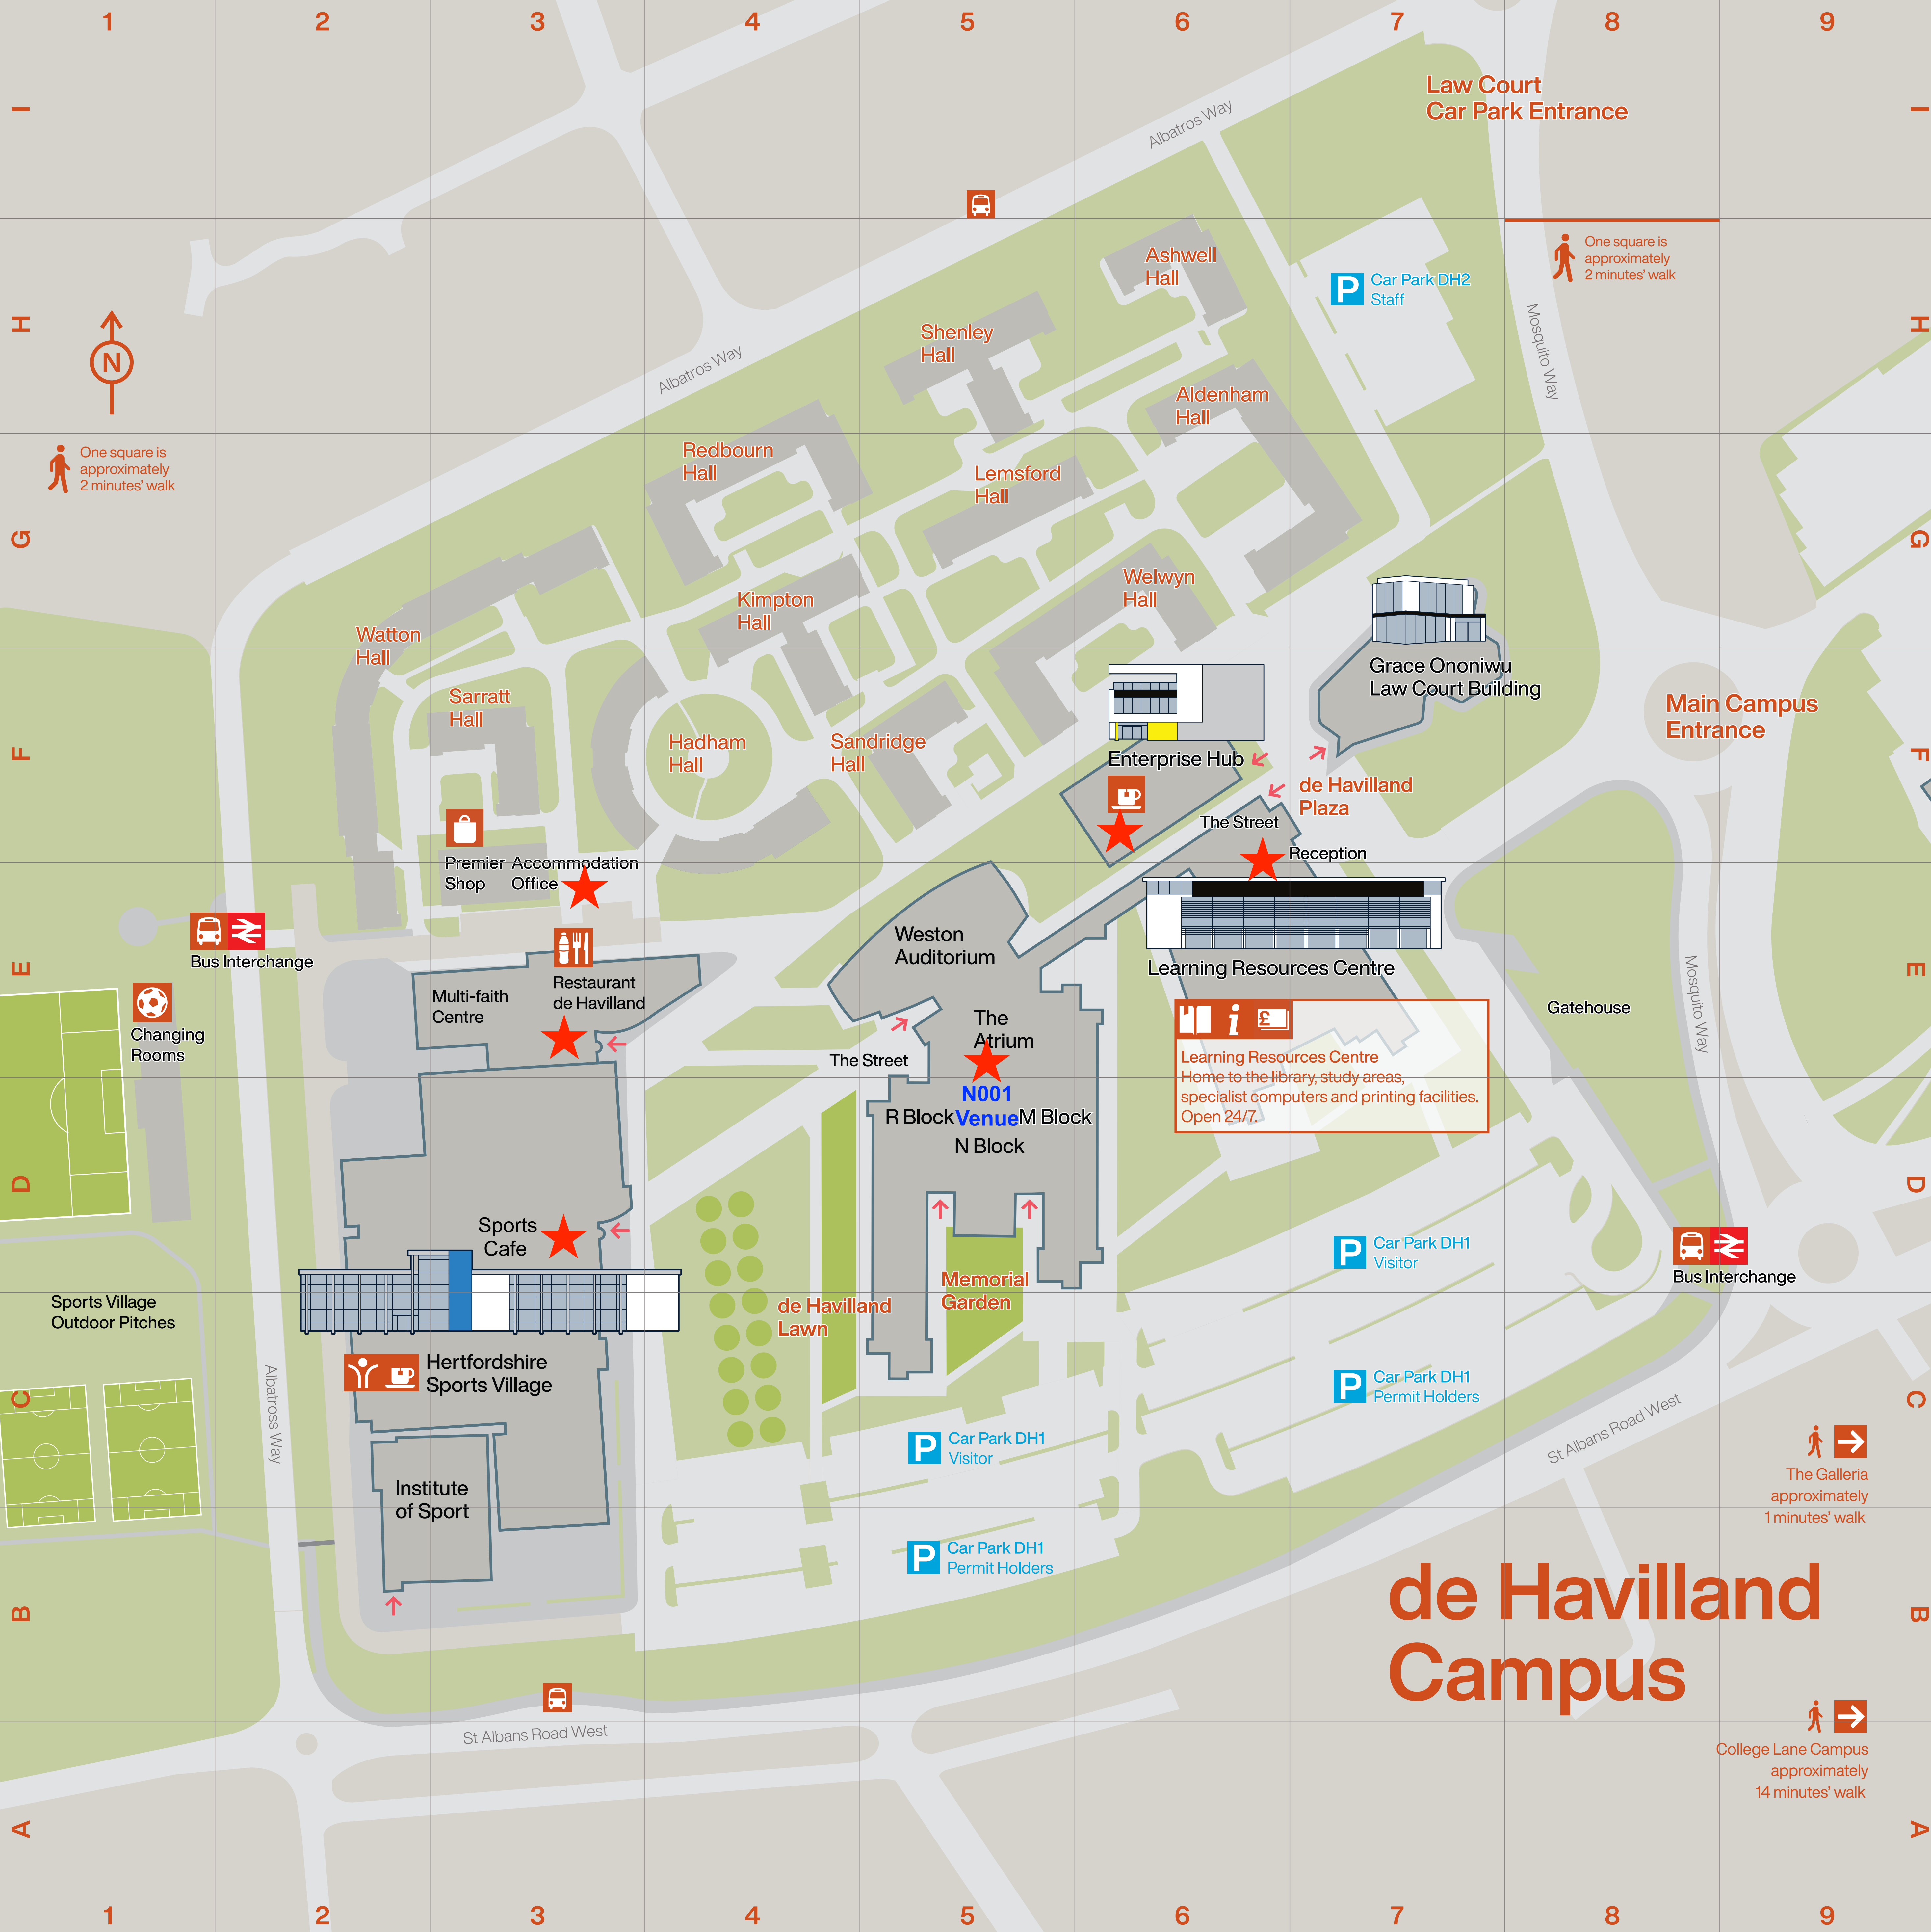 1 2 3 4 5 6 7 8 9
I
I
Law Court
Car Park Entrance
Albatros Way
One square is
approximately
2 minutes' walk
Ashwell
Hall
P
Car Park DH2
Staff
H
H
Mosquito Way
N
Shenley
Hall
Albatros Way
Aldenham
Hall
One square is
approximately
2 minutes' walk
Redbourn
Hall
Lemsford
Hall
G
G
Welwyn
Hall
Kimpton
Hall
Watton
Hall
Grace Ononiwu
Law Court Building
Sarratt
Hall
Main Campus
Entrance
Hadham
Hall
Sandridge
Hall
F
F
Enterprise Hub
de Havilland
Plaza
The Street
Reception
Premier
Shop
Accommodation
Office
Weston
Auditorium
Bus Interchange
E
E
Learning Resources Centre
Multi-faith
Centre
Restaurant
de Havilland
Mosquito Way
Gatehouse
Changing
Rooms
The
Atrium
The Street
i £
Learning Resources Centre
Home to the library, study areas,
specialist computers and printing facilities.
Open 24/7.
N001
Venue
R Block
M Block
N Block
D
D
Sports
Cafe
P
Car Park DH1
Visitor
Bus Interchange
Memorial
Garden
Sports Village
Outdoor Pitches
de Havilland
Lawn
Hertfordshire
Sports Village
P
Car Park DH1
Permit Holders
C
C
Albatross Way
St Albans Road West
P
Car Park DH1
Visitor
The Galleria
approximately
1 minutes' walk
Institute
of Sport
P
Car Park DH1
Permit Holders
B
B
de Havilland
Campus
St Albans Road West
College Lane Campus
approximately
14 minutes' walk
A
A
1 2 3 4 5 6 7 8 9